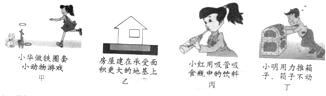 小华做铁圈套
小动物游戏
甲
房屋建在承受面
积更大的地基上
乙
小红用吸管吸
食瓶中的饮料
丙
小明用力推箱
子、箱子不动
丁